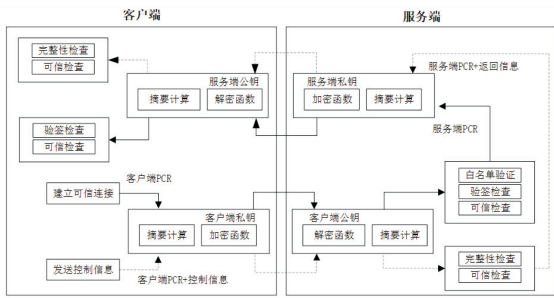 客户端
服务端
完整性检查
可信检查
服务端公钥
摘要计算
解密函数
服务端私钥
加密函数
摘要计算
服务端PCR+返回信息
验签检查
可信检查
服务端PCR
建立可信连接
客户端PCR
白名单验证
验签检查
可信检查
客户端私钥
摘要计算
加密函数
客户端公钥
解密函数
摘要计算
发送控制信息
客户端PCR+控制信息
完整性检查
可信检查